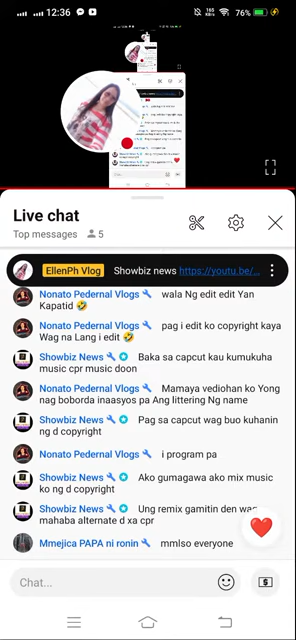 12:36
165 KB/S 76%
Live chat
Top messages 5
EllenPh Vlog Showbiz news https://youtu.be/...
Nonato Pedernal Vlogs wala Ng edit edit Yan
Kapatid 🤣
Nonato Pedernal Vlogs pag i edit ko copyright kaya
Wag na Lang i edit 🤣
Showbiz News Baka sa capcut kau kumukuha
music cpr music doon
Nonato Pedernal Vlogs Mamaya vediohan ko Yong
nag boborda inaasyos pa Ang littering Ng name
Showbiz News Pag sa capcut wag buo kuhanin
ng d copyright
Nonato Pedernal Vlogs i program pa
Showbiz News Ako gumagawa ako mix music
ko ng d copyright
Showbiz News Ung remix gamitin den wag
mahaba alternate d xa cpr
Mmejica PAPA ni ronin mmlso everyone
Chat...